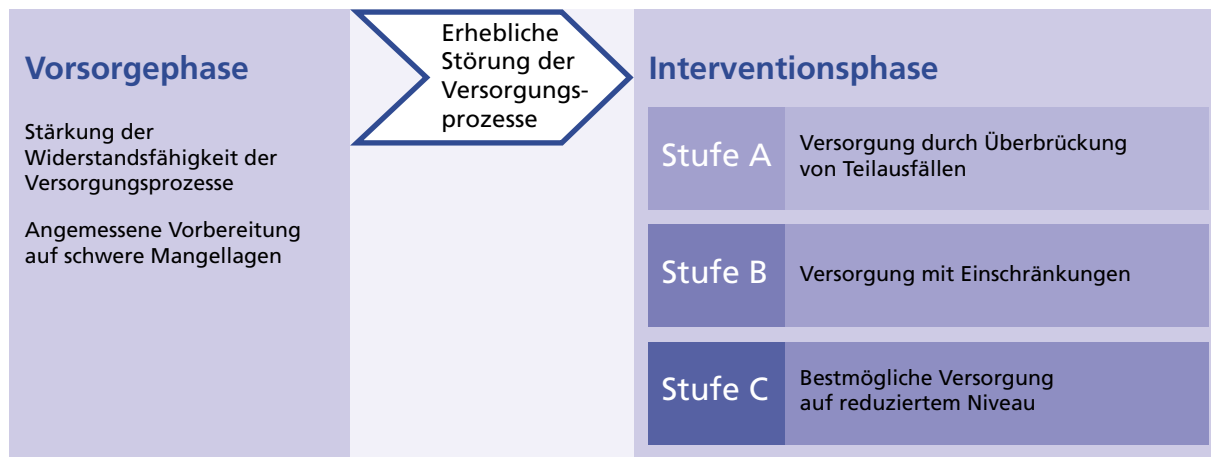 Vorsorgephase
Stärkung der
Widerstandsfähigkeit der
Versorgungsprozesse
Angemessene Vorbereitung
auf schwere Mangellagen
Erhebliche
Störung der
Versorgungs-
prozesse
Interventionsphase
Stufe A
Versorgung durch Überbrückung
von Teilausfällen
Stufe B
Versorgung mit Einschränkungen
Stufe C
Bestmögliche Versorgung
auf reduziertem Niveau